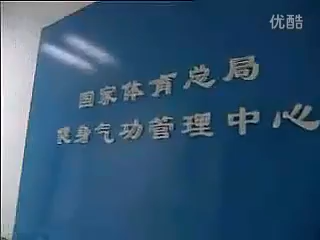 优酷
国家体育总局
健身气功管理中心